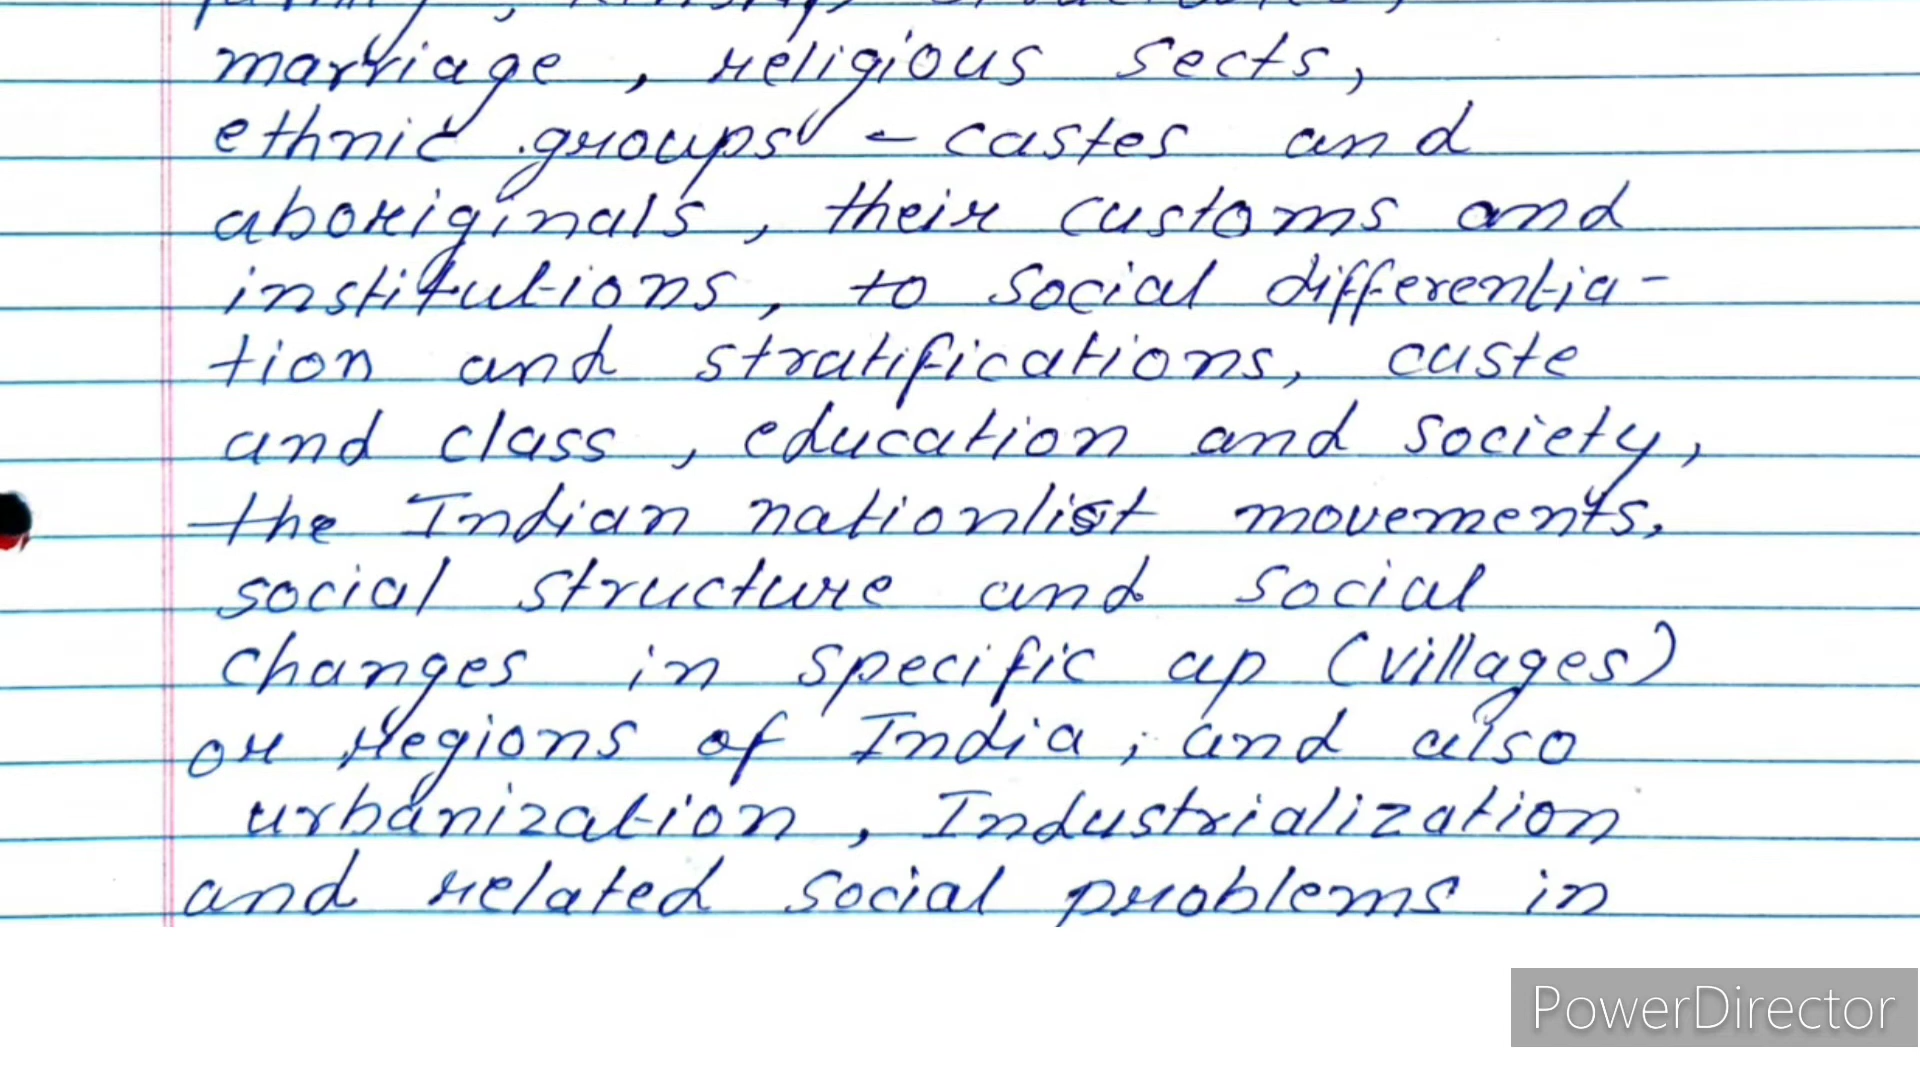 marriage, religious sects,
ethnic groups - castes and
aboriginals, their customs and
institutions, to social differentia-
tion and stratifications, caste
and class, education and society,
the Indian nationlist movements,
social structure and social
changes in specific ap (villages)
or regions of India, and also
urbanization, Industrialization
and related social problems in
PowerDirector